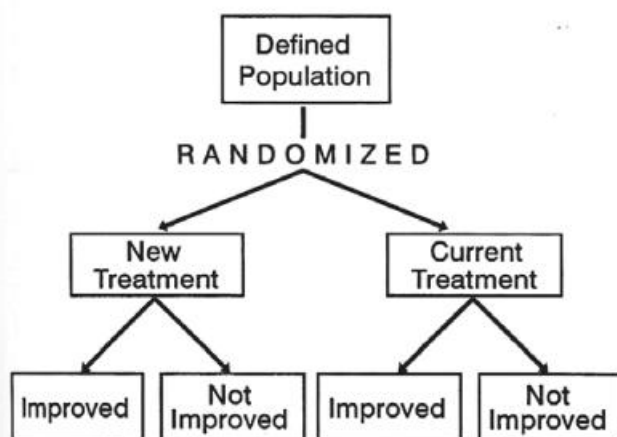 Defined
Population
RANDOMIZED
New
Treatment
Current
Treatment
Improved
Not
Improved
Improved
Not
Improved